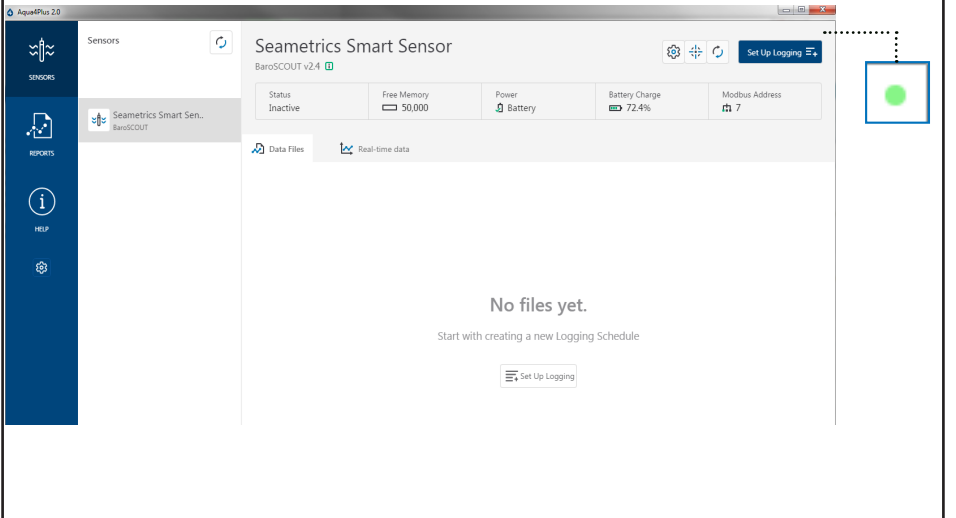 Aqua4Plus 2.0
SENSORS
REPORTS
HELP
Sensors
Seametrics Smart Sen..
BaroSCOUT
Seametrics Smart Sensor
BaroSCOUT v2.4
Set Up Logging
Status
Inactive
Free Memory
50,000
Power
Battery
Battery Charge
72.4%
Modbus Address
7
Data Files
Real-time data
No files yet.
Start with creating a new Logging Schedule
Set Up Logging